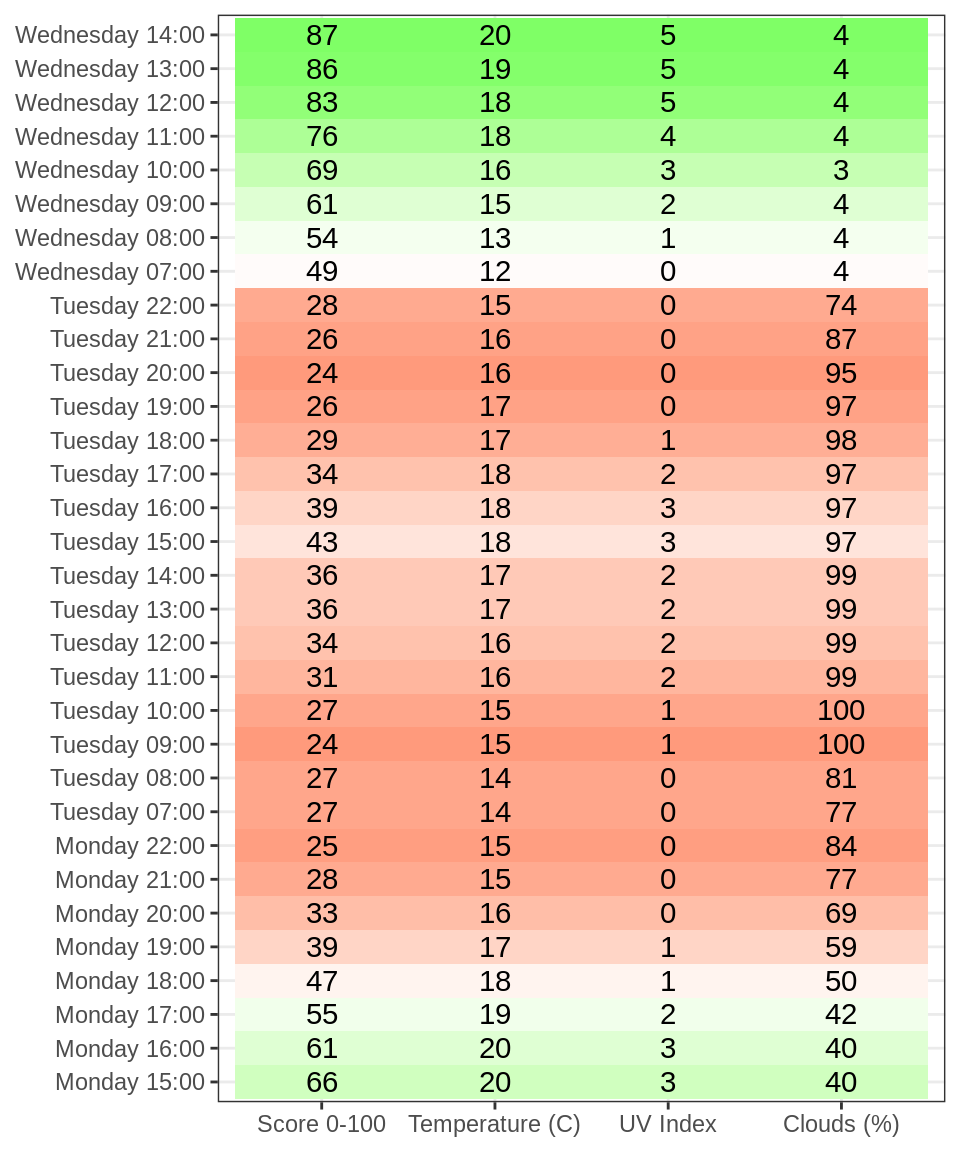 Wednesday 14:00 87 20 5 4
Wednesday 13:00 86 19 5 4
Wednesday 12:00 83 18 5 4
Wednesday 11:00 76 18 4 4
Wednesday 10:00 69 16 3 3
Wednesday 09:00 61 15 2 4
Wednesday 08:00 54 13 1 4
Wednesday 07:00 49 12 0 4
Tuesday 22:00 28 15 0 74
Tuesday 21:00 26 16 0 87
Tuesday 20:00 24 16 0 95
Tuesday 19:00 26 17 0 97
Tuesday 18:00 29 17 1 98
Tuesday 17:00 34 18 2 97
Tuesday 16:00 39 18 3 97
Tuesday 15:00 43 18 3 97
Tuesday 14:00 36 17 2 99
Tuesday 13:00 36 17 2 99
Tuesday 12:00 34 16 2 99
Tuesday 11:00 31 16 2 99
Tuesday 10:00 27 15 1 100
Tuesday 09:00 24 15 1 100
Tuesday 08:00 27 14 0 81
Tuesday 07:00 27 14 0 77
Monday 22:00 25 15 0 84
Monday 21:00 28 15 0 77
Monday 20:00 33 16 0 69
Monday 19:00 39 17 1 59
Monday 18:00 47 18 1 50
Monday 17:00 55 19 2 42
Monday 16:00 61 20 3 40
Monday 15:00 66 20 3 40
Score 0-100 Temperature (C) UV Index Clouds (%)